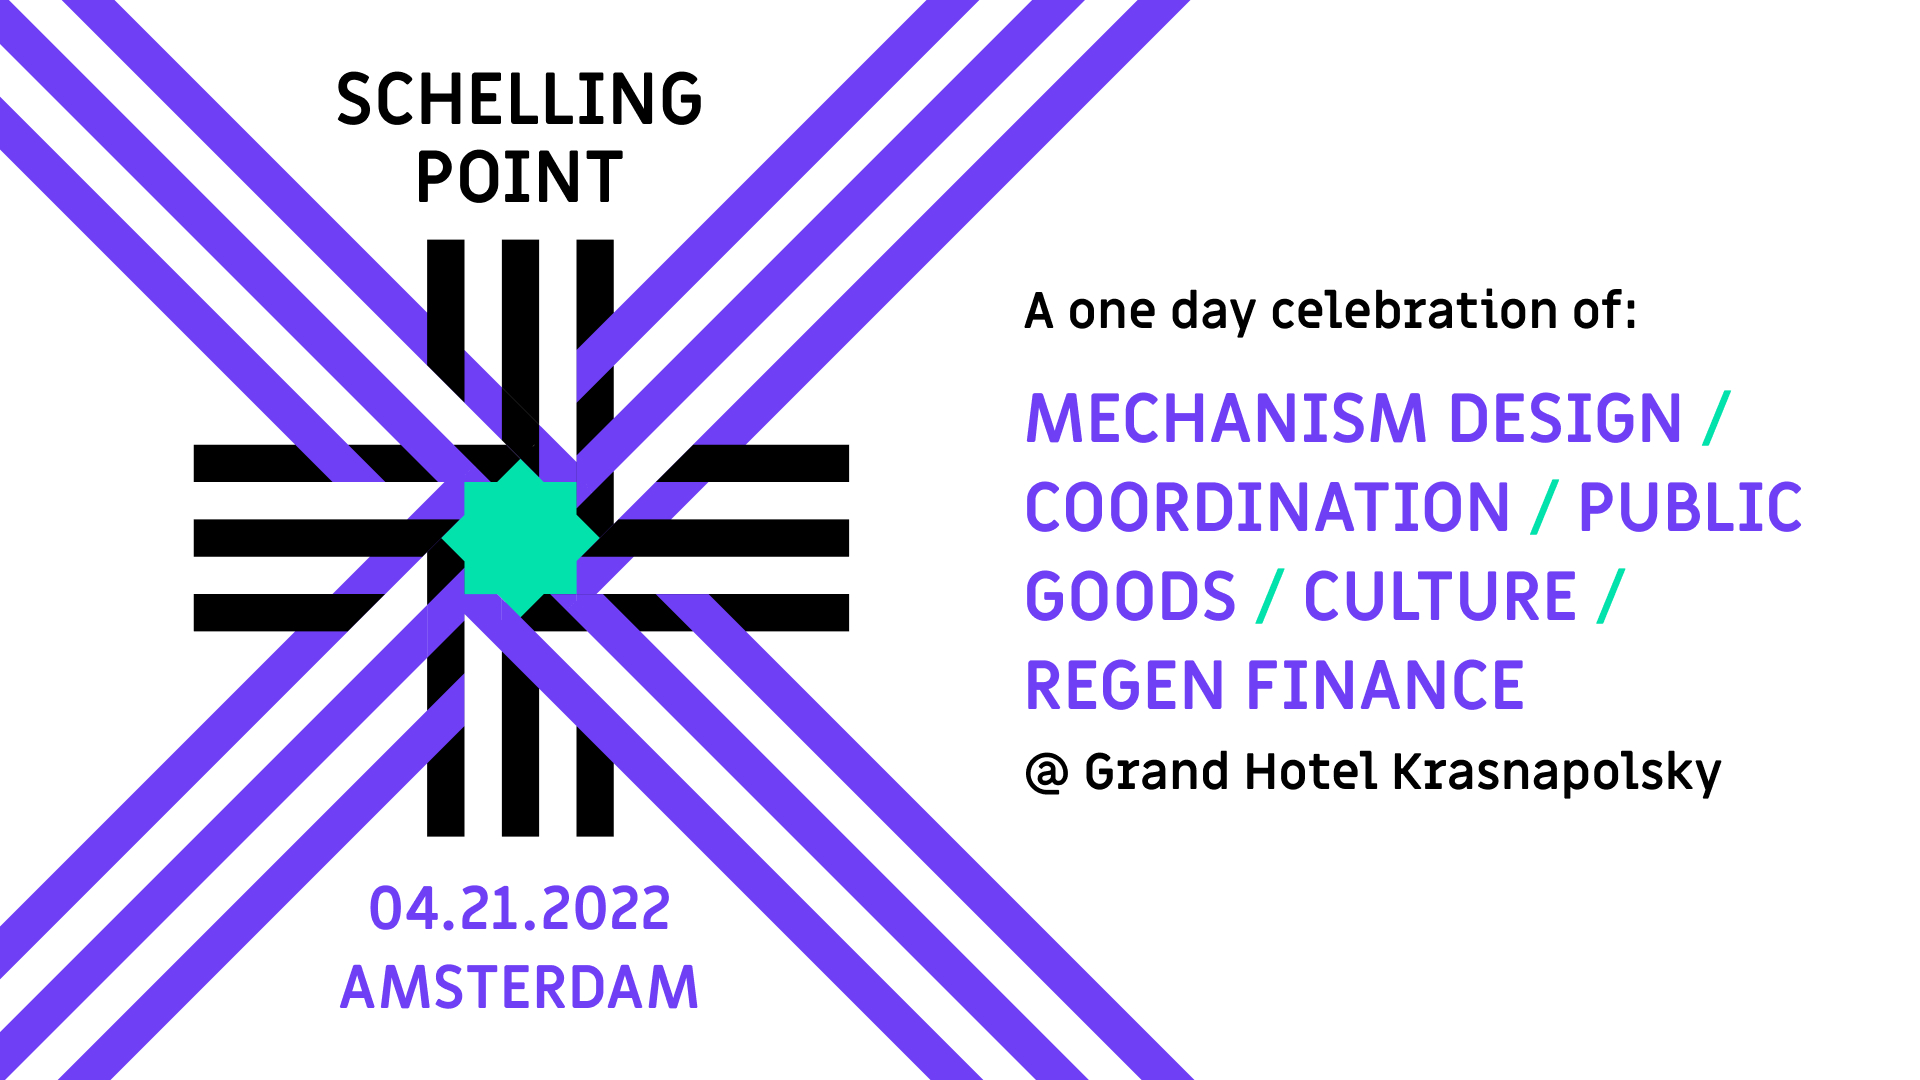 SCHELLING
POINT
04.21.2022
AMSTERDAM
A one day celebration of:
MECHANISM DESIGN /
COORDINATION / PUBLIC
GOODS / CULTURE /
REGEN FINANCE
@ Grand Hotel Krasnapolsky